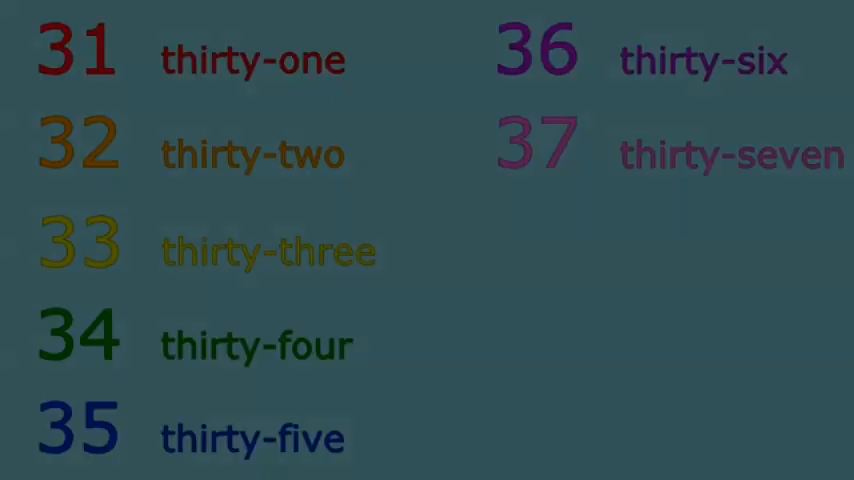 31 thirty-one
32 thirty-two
33 thirty-three
34 thirty-four
35 thirty-five
36 thirty-six
37 thirty-seven